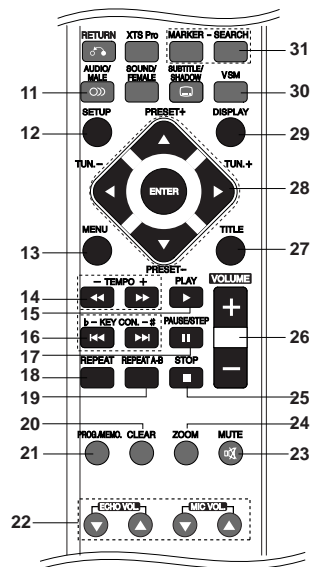 RETURN XTS Pro MARKER - SEARCH 31
AUDIO/MALE SOUND/FEMALE SUBTITLE/SHADOW VSM
11 30
SETUP PRESET+ DISPLAY
12 29
TUN.- TUN.+
ENTER 28
MENU TITLE
13 27
PRESET-
- TEMPO + PLAY VOLUME
14
15
♭ - KEY CON. - # PAUSE/STEP +
16 26
17
REPEAT REPEAT A-B STOP -
18
19 25
20 24
PROG./MEMO. CLEAR ZOOM MUTE
21 23
22 ECHO VOL. MIC VOL.